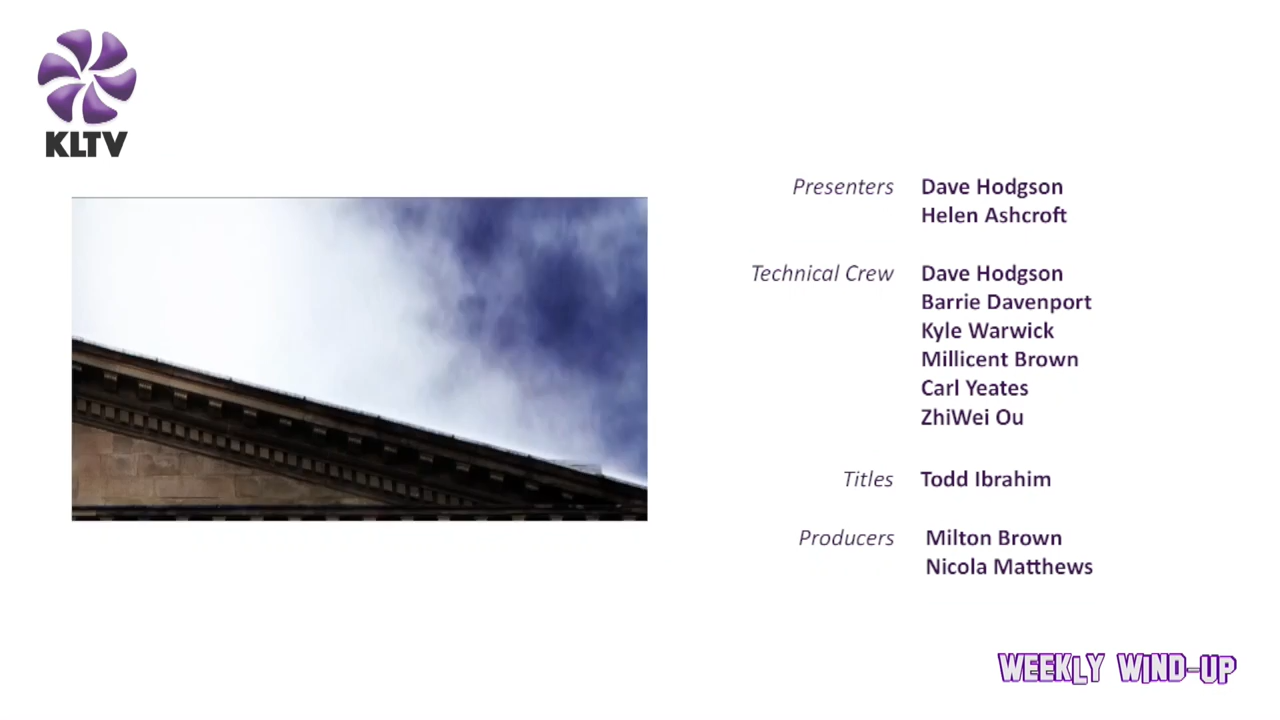 KLTV
Presenters Dave Hodgson
Helen Ashcroft
Technical Crew Dave Hodgson
Barrie Davenport
Kyle Warwick
Millicent Brown
Carl Yeates
ZhiWei Ou
Titles Todd Ibrahim
Producers Milton Brown
Nicola Matthews
WEEKLY WIND-UP